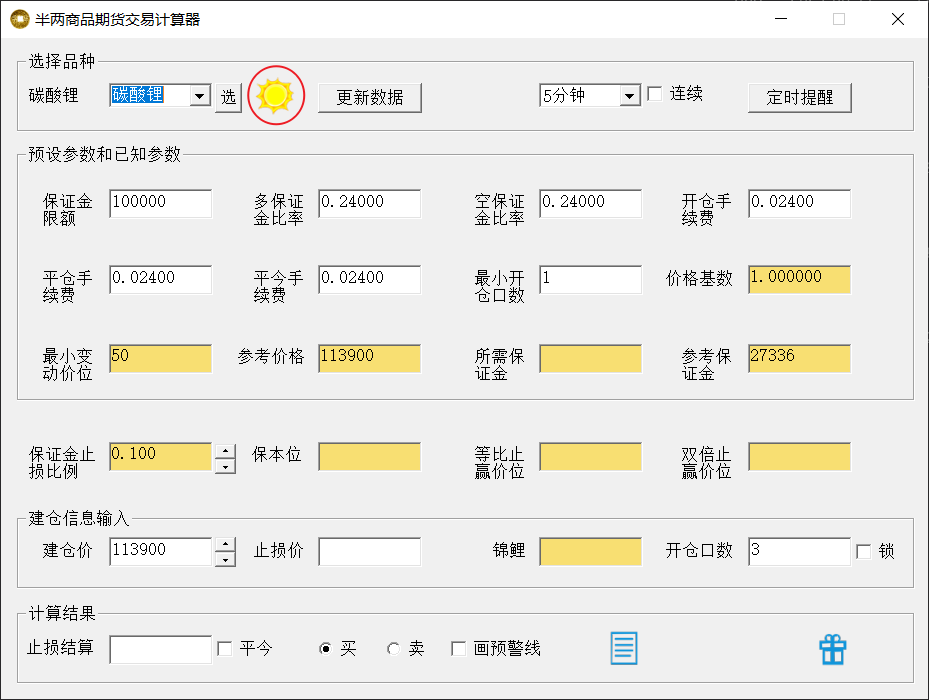 半两商品期货交易计算器
选择品种
碳酸锂 碳酸锂 选 更新数据 5分钟 连续 定时提醒
预设参数和已知参数
保证金限额 100000 多保证金比率 0.24000 空保证金比率 0.24000 开仓手续费 0.02400
平仓手续费 0.02400 平今手续费 0.02400 最小开仓口数 1 价格基数 1.000000
最小变动价位 50 参考价格 113900 所需保证金 参考保证金 27336
保证金止损比例 0.100 保本位 等比止赢价位 双倍止赢价位
建仓信息输入
建仓价 113900 止损价 锦鲤 开仓口数 3 锁
计算结果
止损结算 平今 买 卖 画预警线